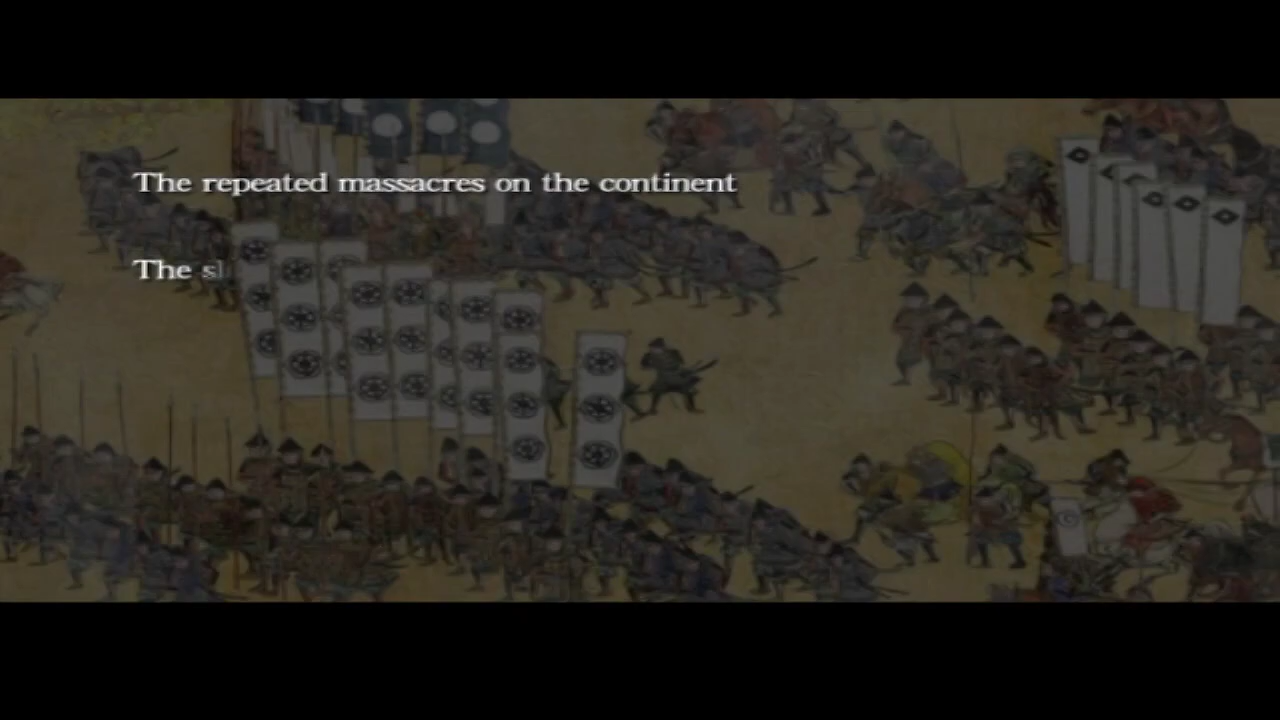 The repeated massacres on the continent
The